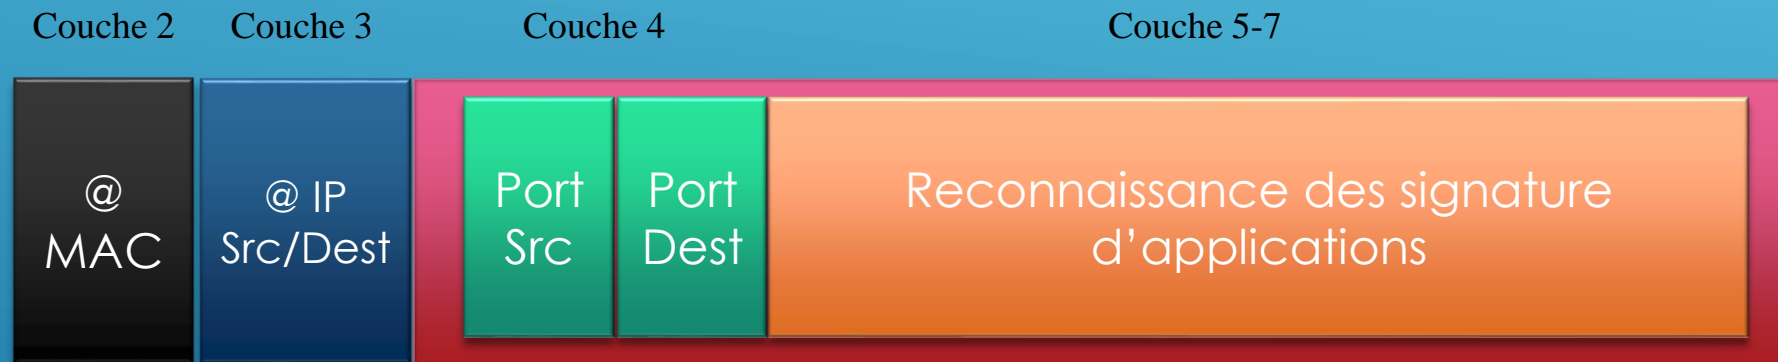 Couche 2 Couche 3 Couche 4 Couche 5-7
@
MAC
@ IP
Src/Dest
Port
Src
Port
Dest
Reconnaissance des signature
d’applications